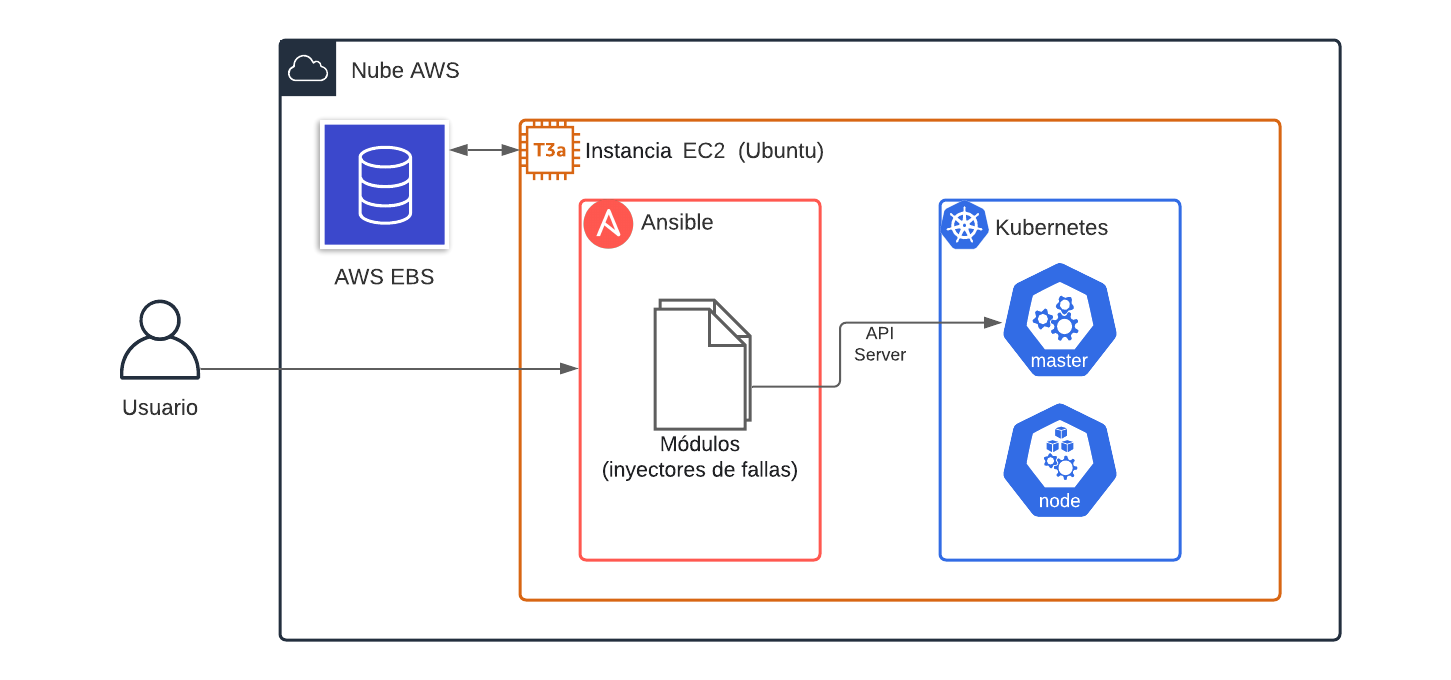 Nube AWS
T3a
Instancia EC2 (Ubuntu)
AWS EBS
Ansible
Kubernetes
Usuario
Módulos
(inyectores de fallas)
API
Server
master
node